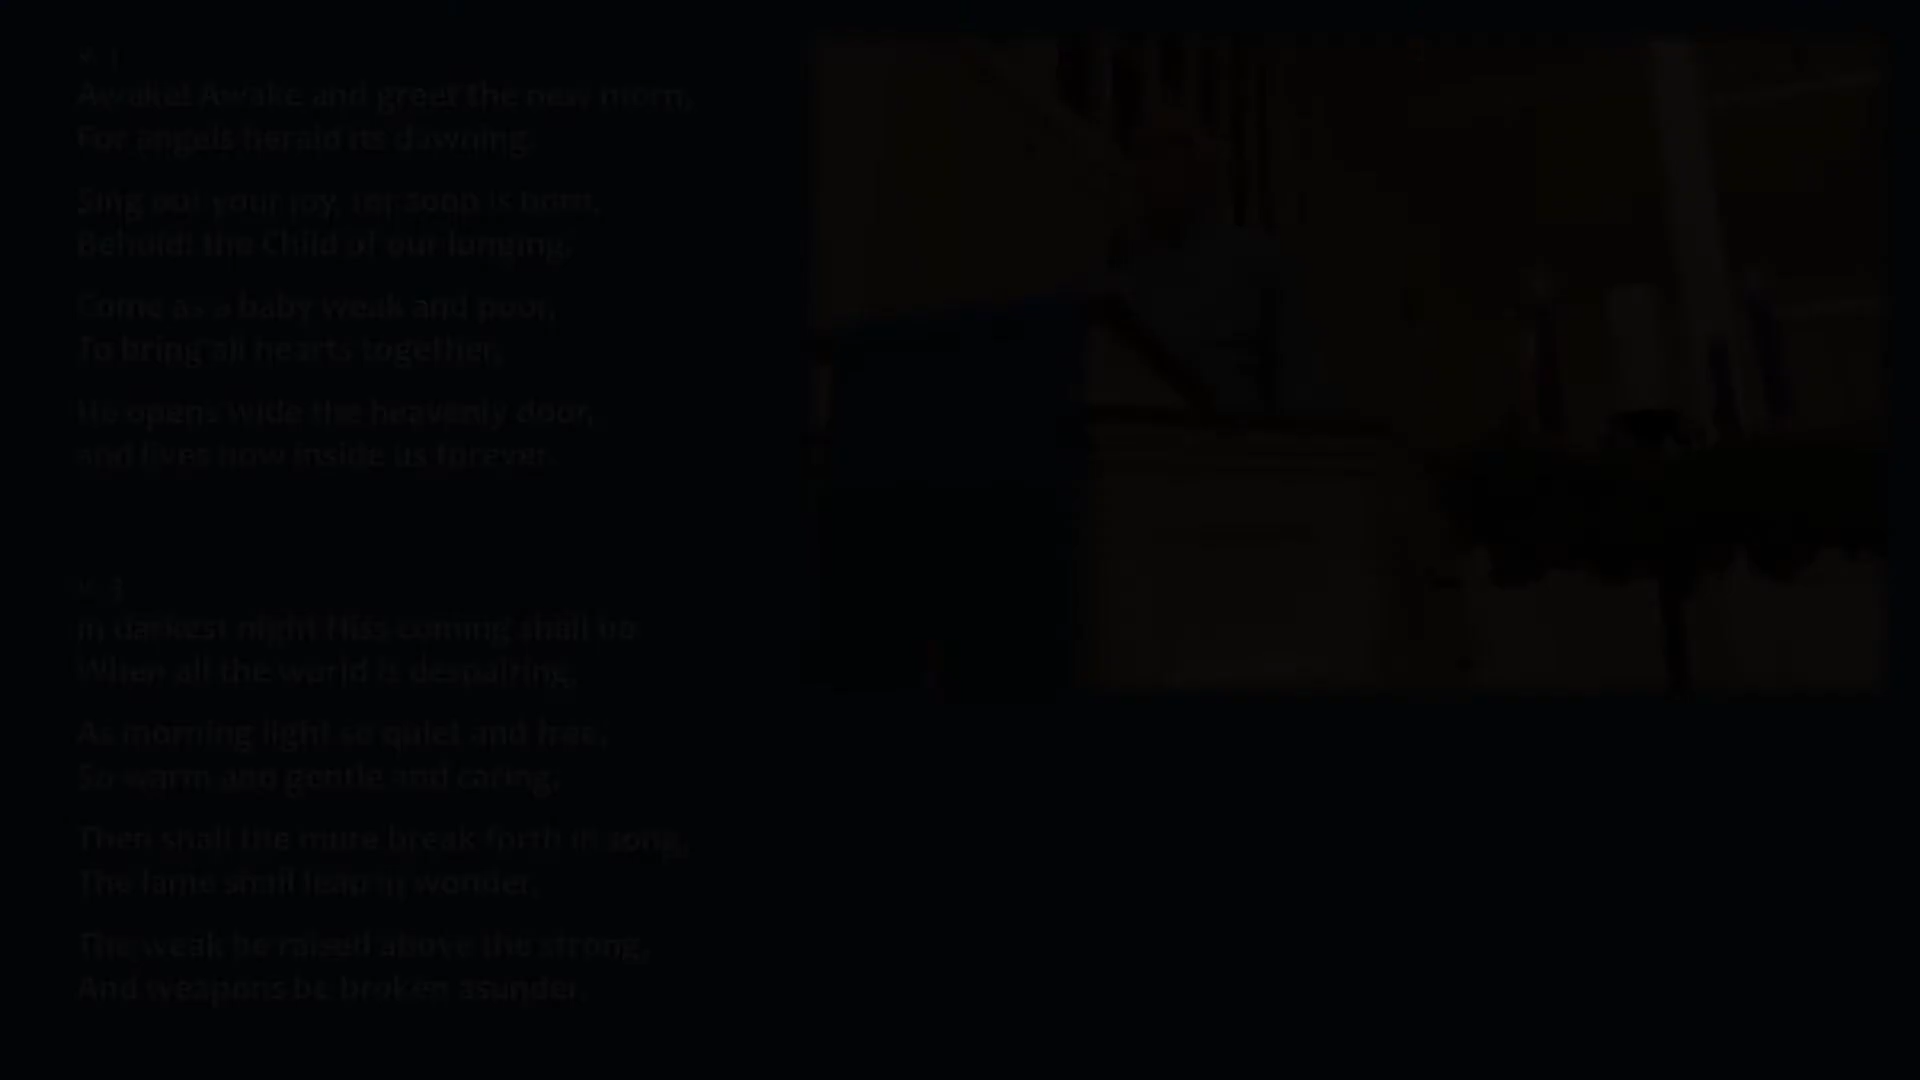 v. 1
Awake! Awake and greet the new morn,
For angels herald its dawning.
Sing out your joy, for soon is born,
Behold! the Child of our longing.
Come as a baby weak and poor,
To bring all hearts together,
He opens wide the heavenly door,
and lives now inside us forever.
v. 3
In darkest night His coming shall be
When all the world is despairing,
As morning light so quiet and free,
So warm and gentle and caring.
Then shall the mute break forth in song,
The lame shall leap in wonder,
The weak be raised above the strong,
And weapons be broken asunder.